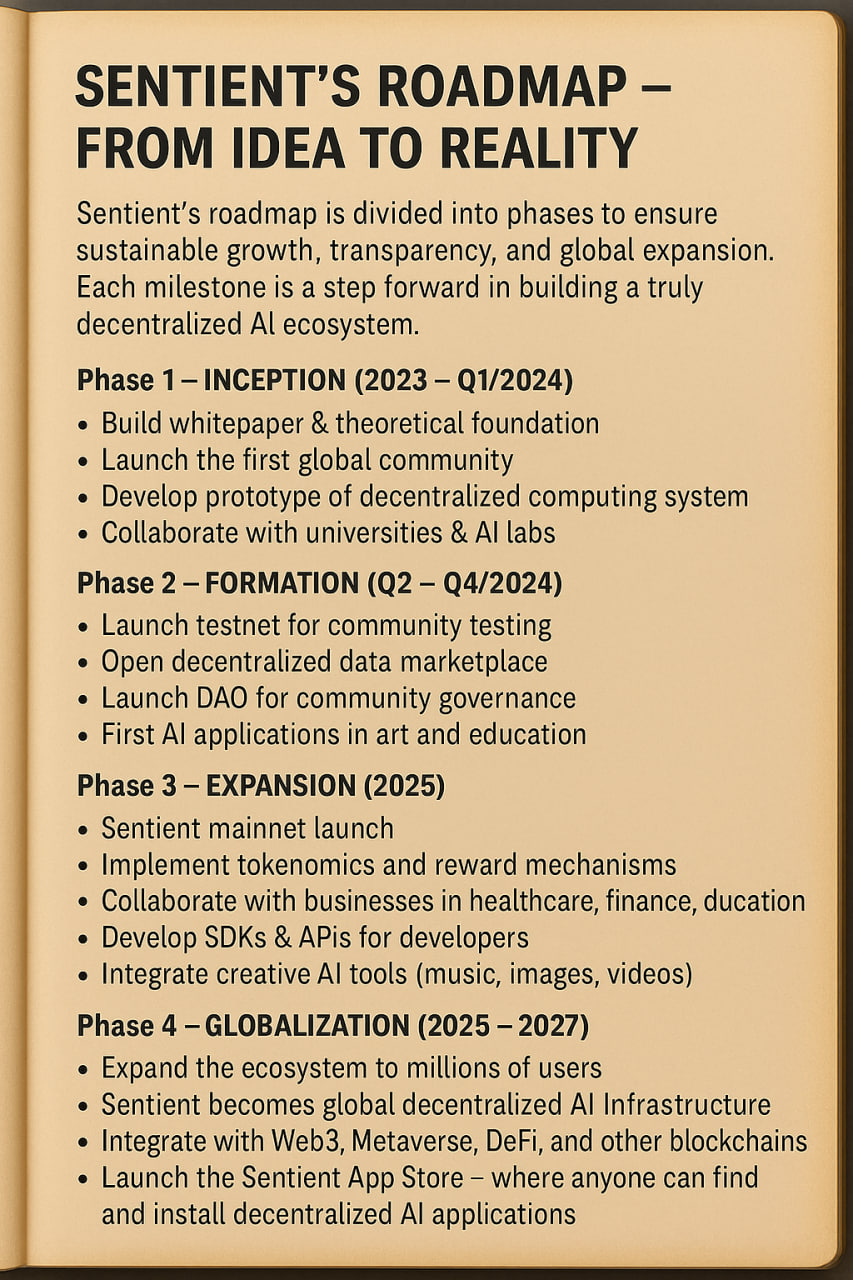 SENTIENT’S ROADMAP –
FROM IDEA TO REALITY
Sentient’s roadmap is divided into phases to ensure
sustainable growth, transparency, and global expansion.
Each milestone is a step forward in building a truly
decentralized Al ecosystem.
Phase 1 – INCEPTION (2023 – Q1/2024)
• Build whitepaper & theoretical foundation
• Launch the first global community
• Develop prototype of decentralized computing system
• Collaborate with universities & AI labs
Phase 2 – FORMATION (Q2 – Q4/2024)
• Launch testnet for community testing
• Open decentralized data marketplace
• Launch DAO for community governance
• First AI applications in art and education
Phase 3 – EXPANSION (2025)
• Sentient mainnet launch
• Implement tokenomics and reward mechanisms
• Collaborate with businesses in healthcare, finance, ducation
• Develop SDKs & APis for developers
• Integrate creative AI tools (music, images, videos)
Phase 4 – GLOBALIZATION (2025 – 2027)
• Expand the ecosystem to millions of users
• Sentient becomes global decentralized AI Infrastructure
• Integrate with Web3, Metaverse, DeFi, and other blockchains
• Launch the Sentient App Store – where anyone can find
and install decentralized AI applications